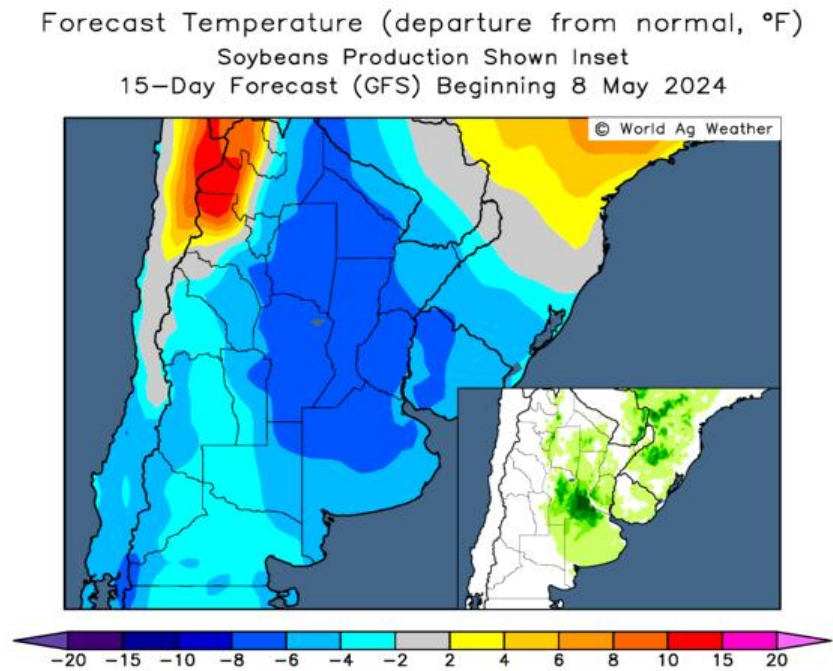 Forecast Temperature (departure from normal, °F)
Soybeans Production Shown Inset
15-Day Forecast (GFS) Beginning 8 May 2024
© World Ag Weather
-20 -15 -10 -8 -6 -4 -2 2 4 6 8 10 15 20